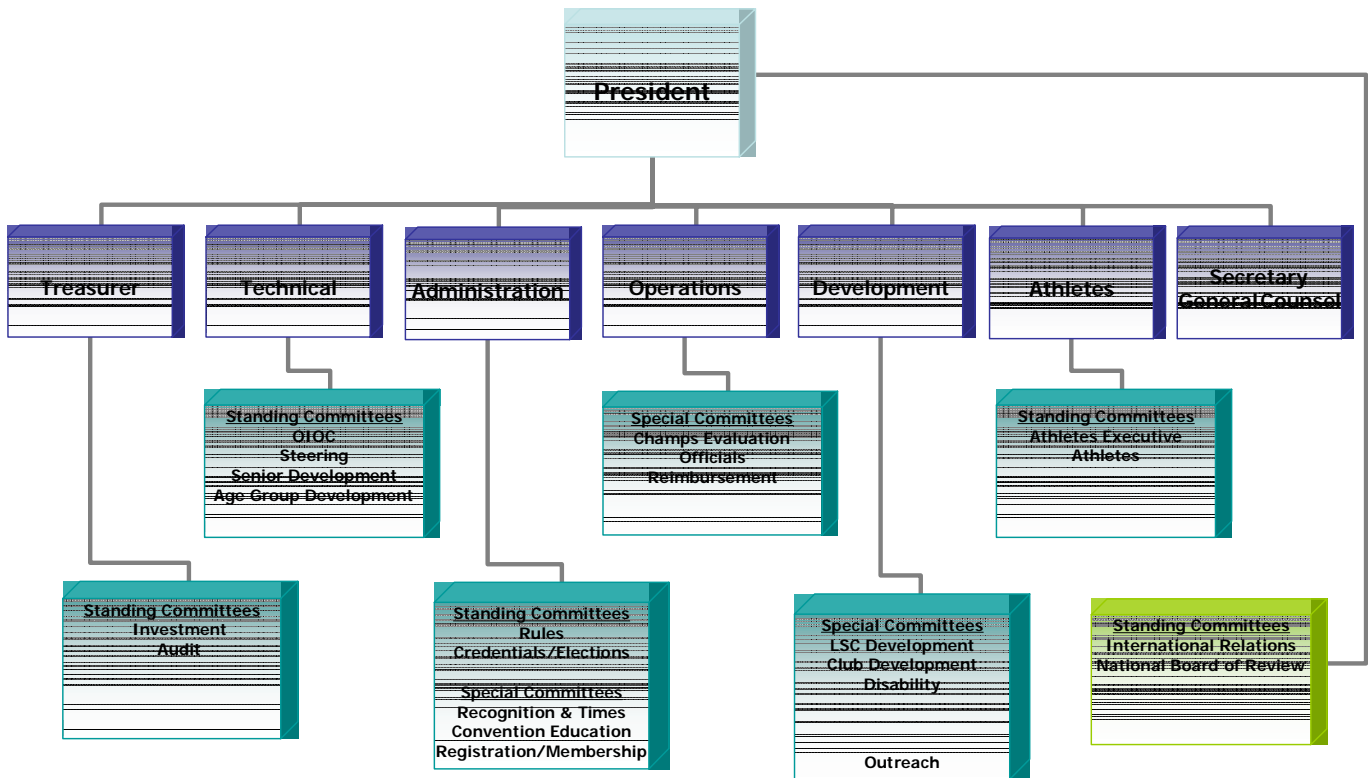 President
Treasurer
Technical
Administration
Operations
Development
Athletes
Secretary
General Counsel
Standing Committees
OIOC
Steering
Senior Development
Age Group Development
Special Committees
Champs Evaluation
Officials
Reimbursement
Standing Committees
Athletes Executive
Athletes
Standing Committees
Investment
Audit
Standing Committees
Rules
Credentials/Elections
Special Committees
Recognition & Times
Convention Education
Registration/Membership
Special Committees
LSC Development
Club Development
Disability
Outreach
Standing Committees
International Relations
National Board of Review